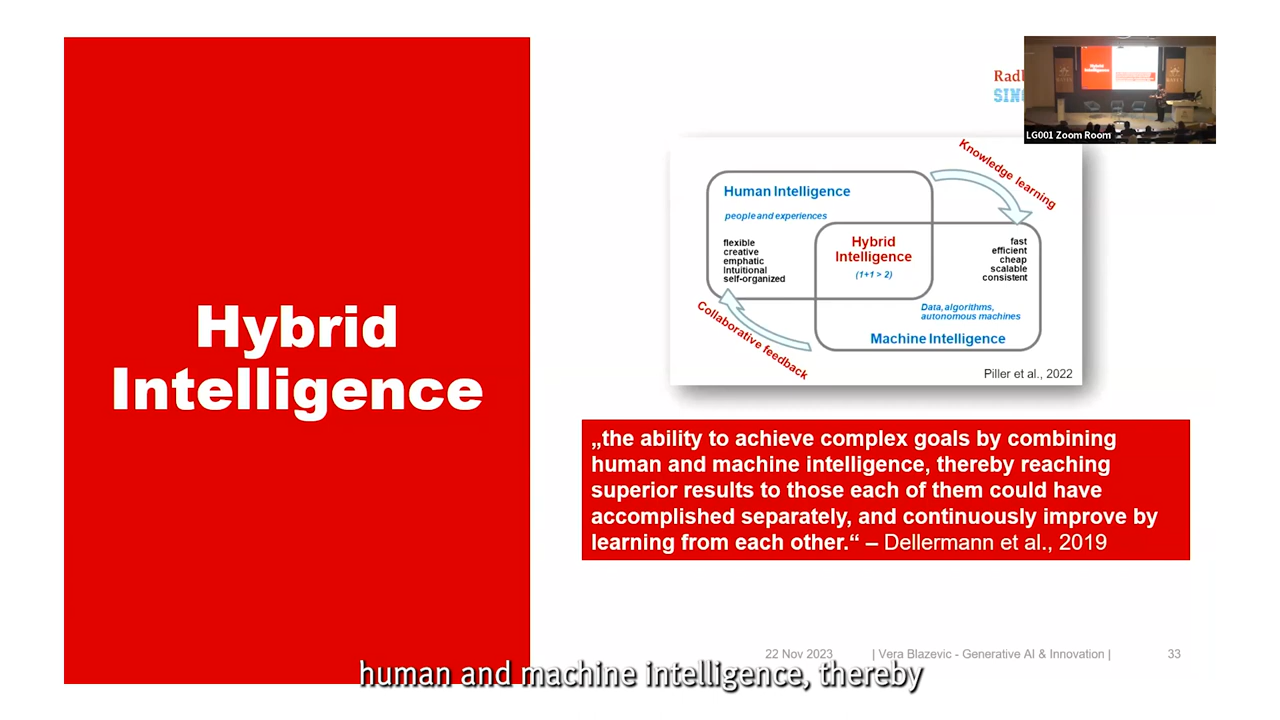 Hybrid
Intelligence
LG001 Zoom Room
Knowledge learning
Human Intelligence
people and experiences
flexible
creative
emphatic
Intuitional
self-organized
Hybrid
Intelligence
(1+1 > 2)
fast
efficient
cheap
scalable
consistent
Data, algorithms,
autonomous machines
Machine Intelligence
Collaborative feedback
Piller et al., 2022
„the ability to achieve complex goals by combining
human and machine intelligence, thereby reaching
superior results to those each of them could have
accomplished separately, and continuously improve by
learning from each other.“ – Dellermann et al., 2019
22 Nov 2023 | Vera Blazevic - Generative AI & Innovation | 33
human and machine intelligence, thereby